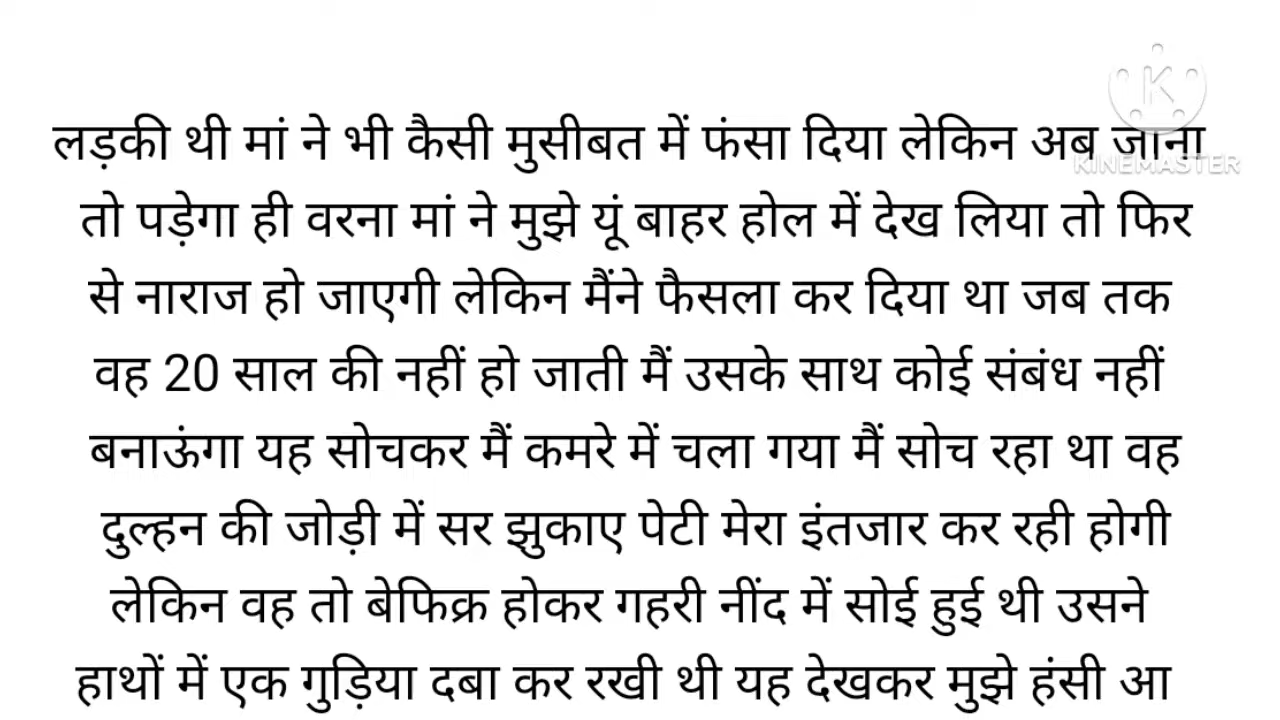 लड़की थी मां ने भी कैसी मुसीबत में फंसा दिया लेकिन अब जाना
KINEMASTER
तो पड़ेगा ही वरना मां ने मुझे यूं बाहर होल में देख लिया तो फिर
से नाराज हो जाएगी लेकिन मैंने फैसला कर दिया था जब तक
वह 20 साल की नहीं हो जाती मैं उसके साथ कोई संबंध नहीं
बनाऊंगा यह सोचकर मैं कमरे में चला गया मैं सोच रहा था वह
दुल्हन की जोड़ी में सर झुकाए पेटी मेरा इंतजार कर रही होगी
लेकिन वह तो बेफिक्र होकर गहरी नींद में सोई हुई थी उसने
हाथों में एक गुड़िया दबा कर रखी थी यह देखकर मुझे हंसी आ